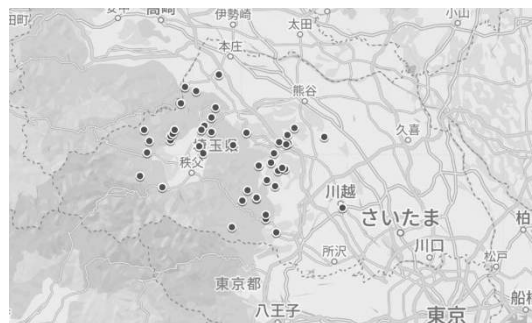 高崎
伊勢崎
太田
小山
田町
本庄
熊谷
久喜
埼玉県
秩父
川越
さいたま
柏
所沢
川口
松戸
東京都
八王子
東京
船橋